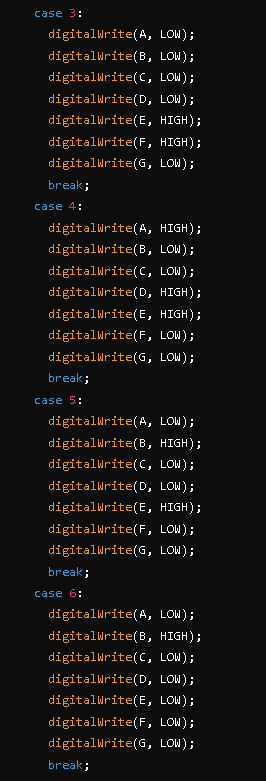 case 3:
digitalWrite(A, LOW);
digitalWrite(B, LOW);
digitalWrite(C, LOW);
digitalWrite(D, LOW);
digitalWrite(E, HIGH);
digitalWrite(F, HIGH);
digitalWrite(G, LOW);
break;
case 4:
digitalWrite(A, HIGH);
digitalWrite(B, LOW);
digitalWrite(C, LOW);
digitalWrite(D, HIGH);
digitalWrite(E, HIGH);
digitalWrite(F, LOW);
digitalWrite(G, LOW);
break;
case 5:
digitalWrite(A, LOW);
digitalWrite(B, HIGH);
digitalWrite(C, LOW);
digitalWrite(D, LOW);
digitalWrite(E, HIGH);
digitalWrite(F, LOW);
digitalWrite(G, LOW);
break;
case 6:
digitalWrite(A, LOW);
digitalWrite(B, HIGH);
digitalWrite(C, LOW);
digitalWrite(D, LOW);
digitalWrite(E, LOW);
digitalWrite(F, LOW);
digitalWrite(G, LOW);
break;